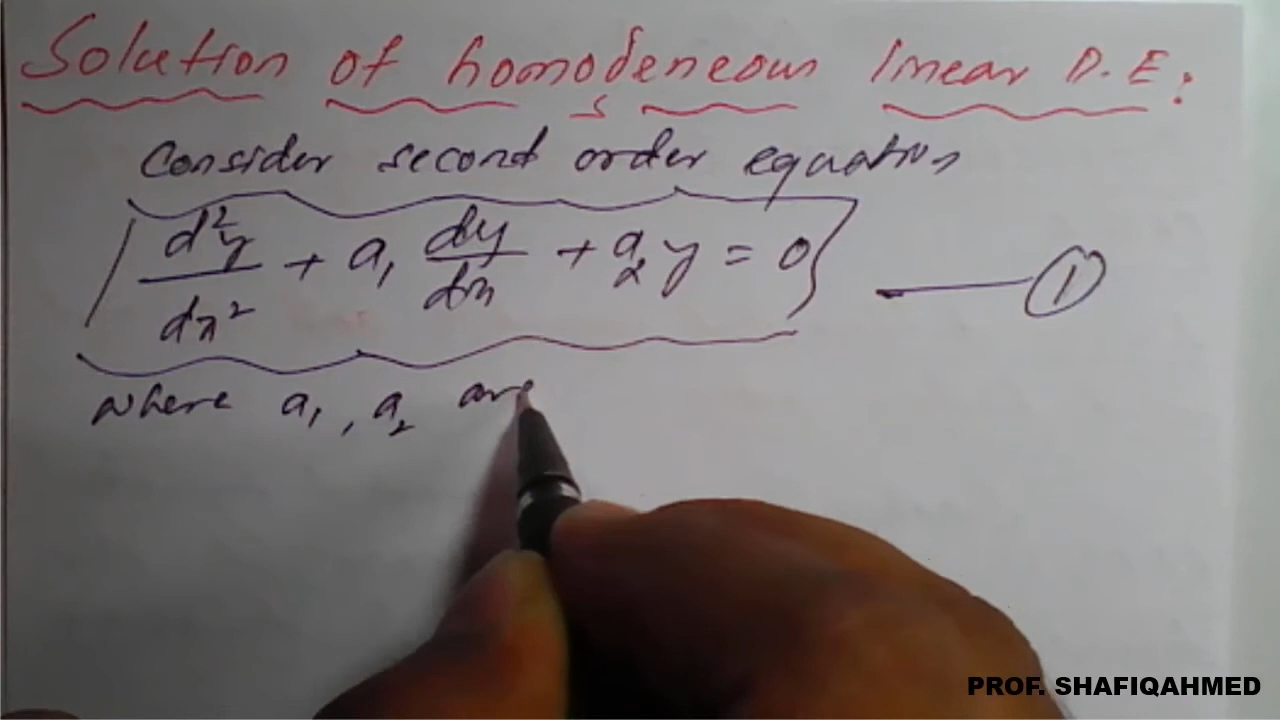 Solution of homogeneous linear D.E:
Consider second order equation
d²y/dx² + a₁ dy/dx + a₂y = 0 —— ①
where a₁, a₂ are
PROF. SHAFIQAHMED